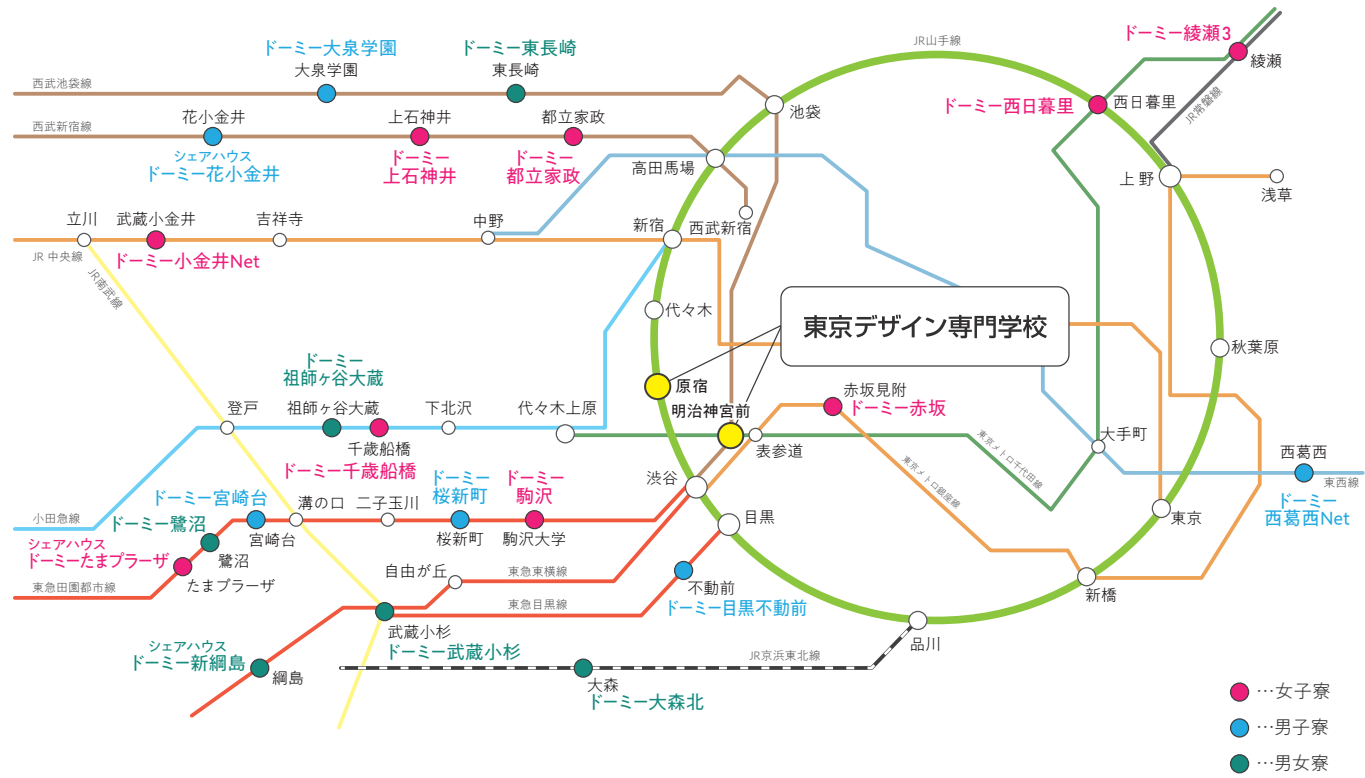 JR山手線
ドーミー大泉学園
大泉学園
ドーミー東長崎
東長崎
西武池袋線
池袋
ドーミー綾瀬3
綾瀬
JR常磐線
ドーミー西日暮里
西日暮里
西武新宿線
花小金井
シェアハウス
ドーミー花小金井
上石神井
ドーミー
上石神井
都立家政
ドーミー
都立家政
高田馬場
西武新宿
上野
浅草
立川
武蔵小金井
ドーミー小金井Net
吉祥寺
中野
新宿
JR 中央線
JR南武線
代々木
東京デザイン専門学校
秋葉原
原宿
明治神宮前
ドーミー
祖師ヶ谷大蔵
登戸
祖師ヶ谷大蔵
千歳船橋
ドーミー千歳船橋
下北沢
代々木上原
表参道
赤坂見附
ドーミー赤坂
東京メトロ千代田線
東京メトロ銀座線
大手町
西葛西
東西線
ドーミー
西葛西Net
小田急線
渋谷
ドーミー宮崎台
宮崎台
溝の口
二子玉川
ドーミー
桜新町
桜新町
ドーミー
駒沢
駒沢大学
目黒
東京
ドーミー鷺沼
鷺沼
シェアハウス
ドーミーたまプラーザ
たまプラーザ
東急田園都市線
自由が丘
東急東横線
東急目黒線
不動前
ドーミー目黒不動前
新橋
武蔵小杉
ドーミー武蔵小杉
シェアハウス
ドーミー新綱島
綱島
JR京浜東北線
品川
大森
ドーミー大森北
…女子寮
…男子寮
…男女寮